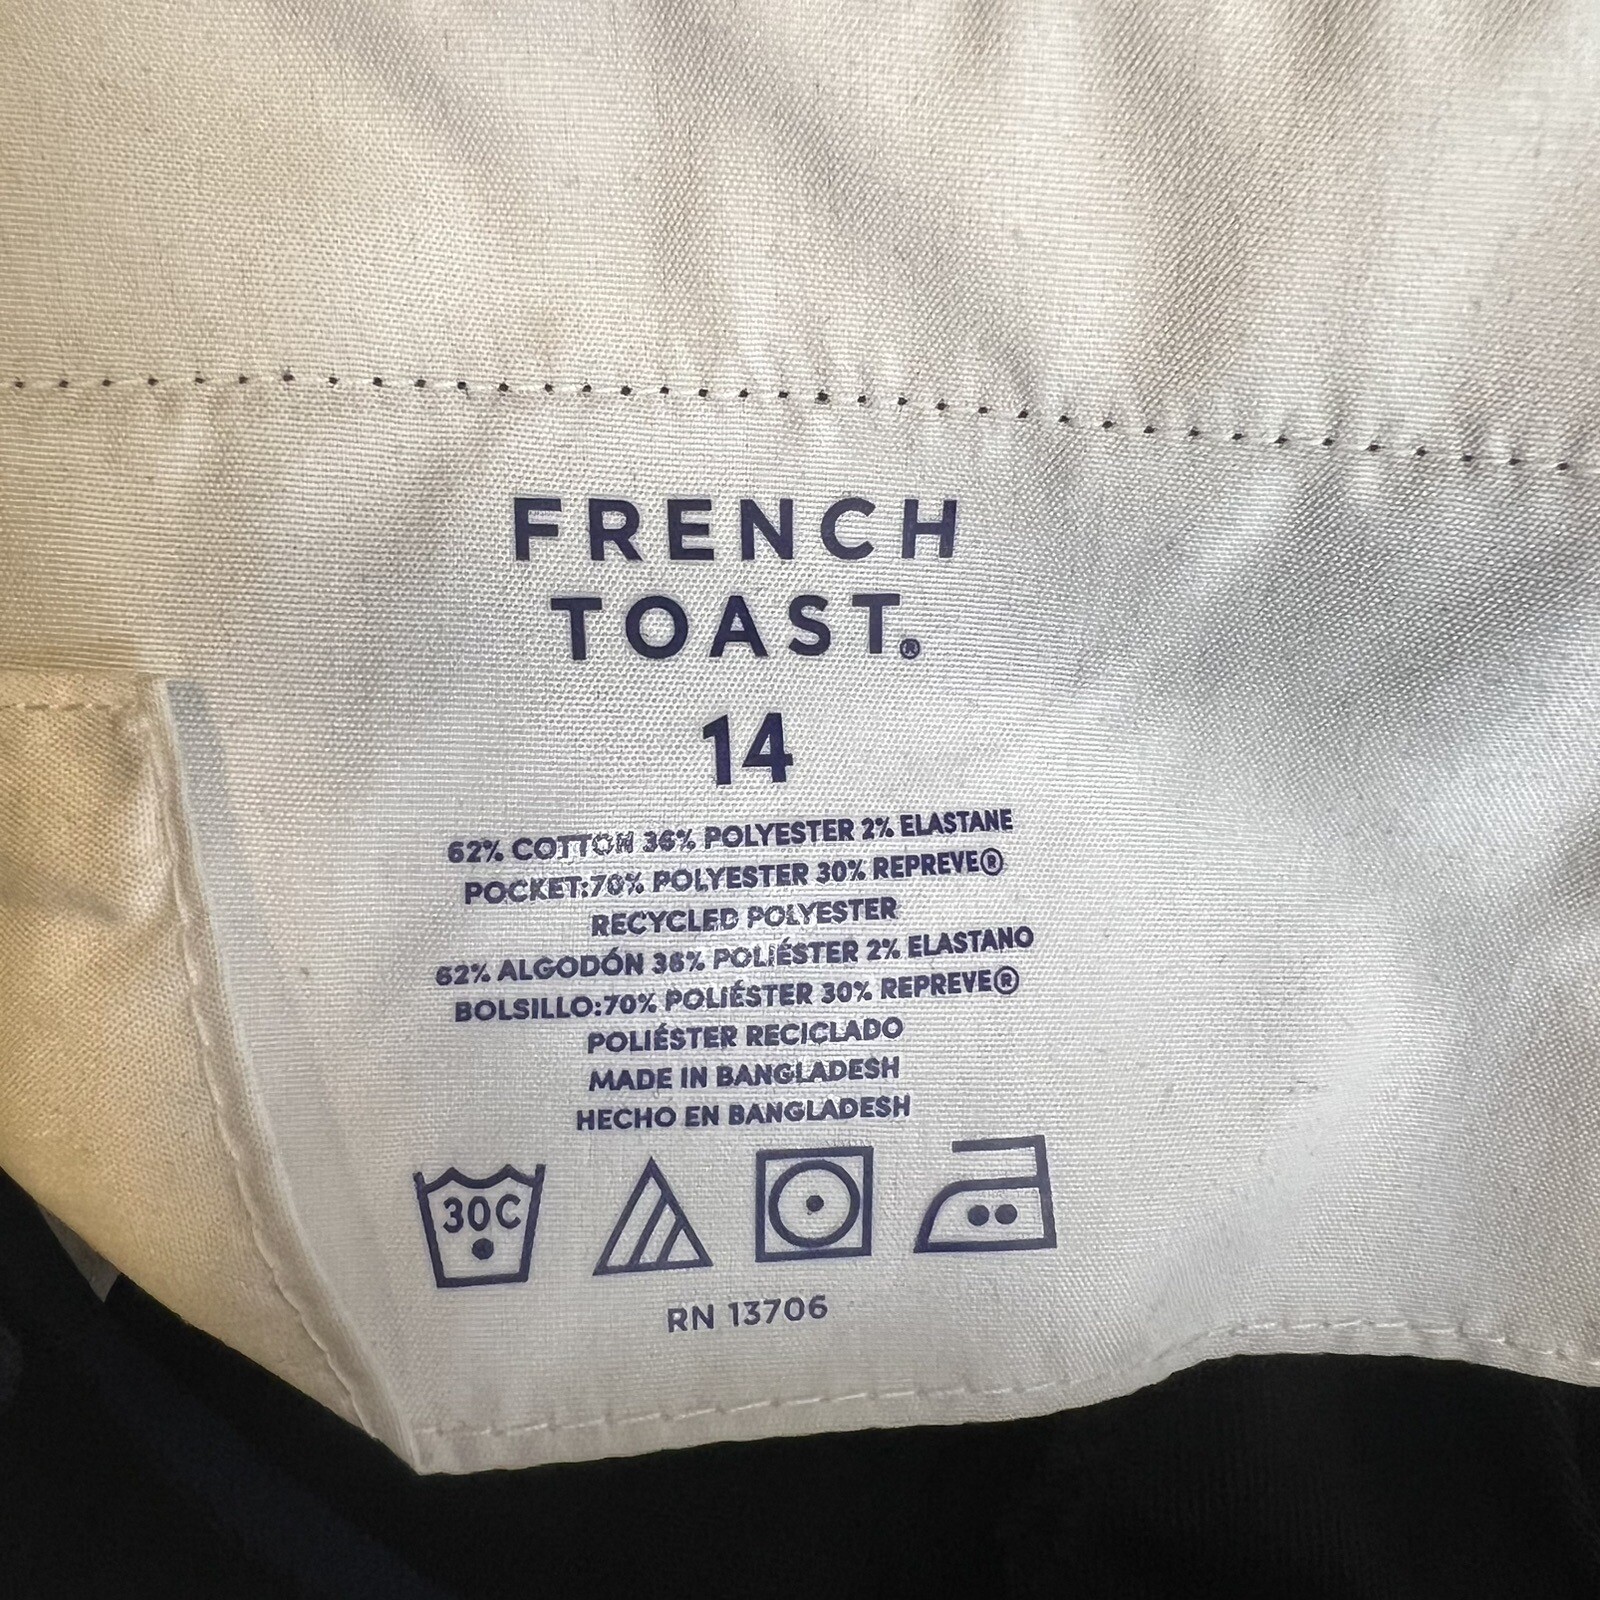 FRENCH
TOAST®
14
62% COTTON 36% POLYESTER 2% ELASTANE
POCKET:70% POLYESTER 30% REPREVE®
RECYCLED POLYESTER
62% ALGODÓN 36% POLIÉSTER 2% ELASTANO
BOLSILLO:70% POLIÉSTER 30% REPREVE®
POLIÉSTER RECICLADO
MADE IN BANGLADESH
HECHO EN BANGLADESH
30C
RN 13706